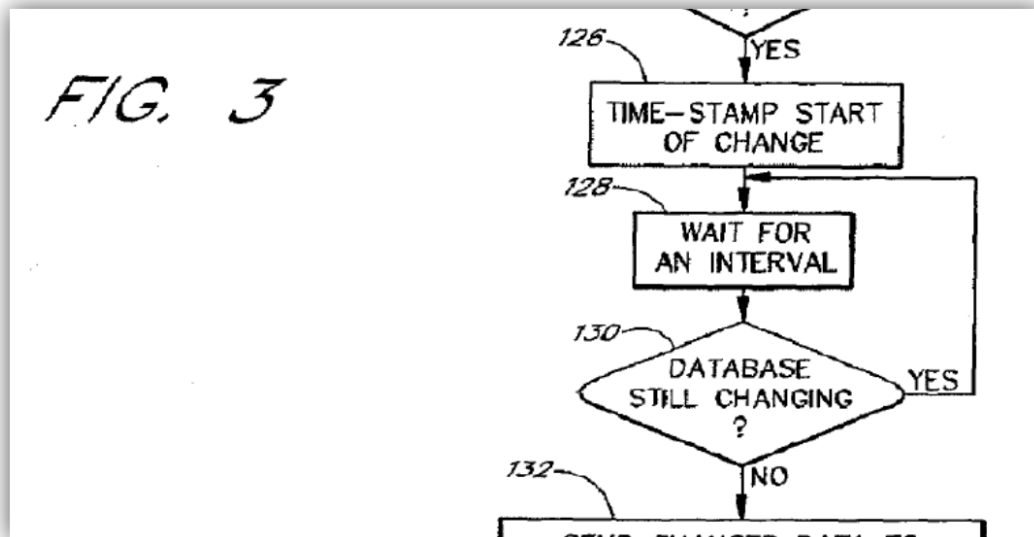 FIG. 3
126
YES
TIME-STAMP START
OF CHANGE
128
WAIT FOR
AN INTERVAL
130
DATABASE
STILL CHANGING
?
YES
NO
132